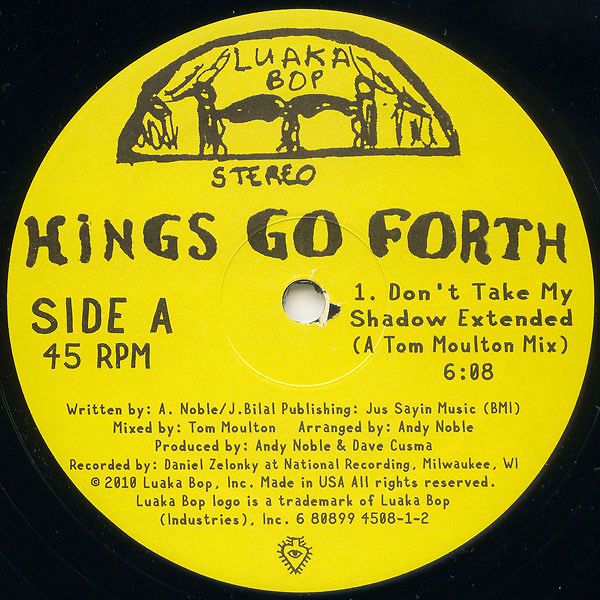 LUAKA
BOP
STEREO
KiNGS GO FORTH
SIDE A
45 RPM
1. Don't Take My
Shadow Extended
(A Tom Moulton Mix)
6:08
Written by: A. Noble/J.Bilal Publishing: Jus Sayin Music (BMI)
Mixed by: Tom Moulton Arranged by: Andy Noble
Produced by: Andy Noble & Dave Cusma
Recorded by: Daniel Zelonky at National Recording, Milwaukee, WI
© 2010 Luaka Bop, Inc. Made in USA All rights reserved.
Luaka Bop logo is a trademark of Luaka Bop
(Industries), Inc. 6 80899 4508-1-2